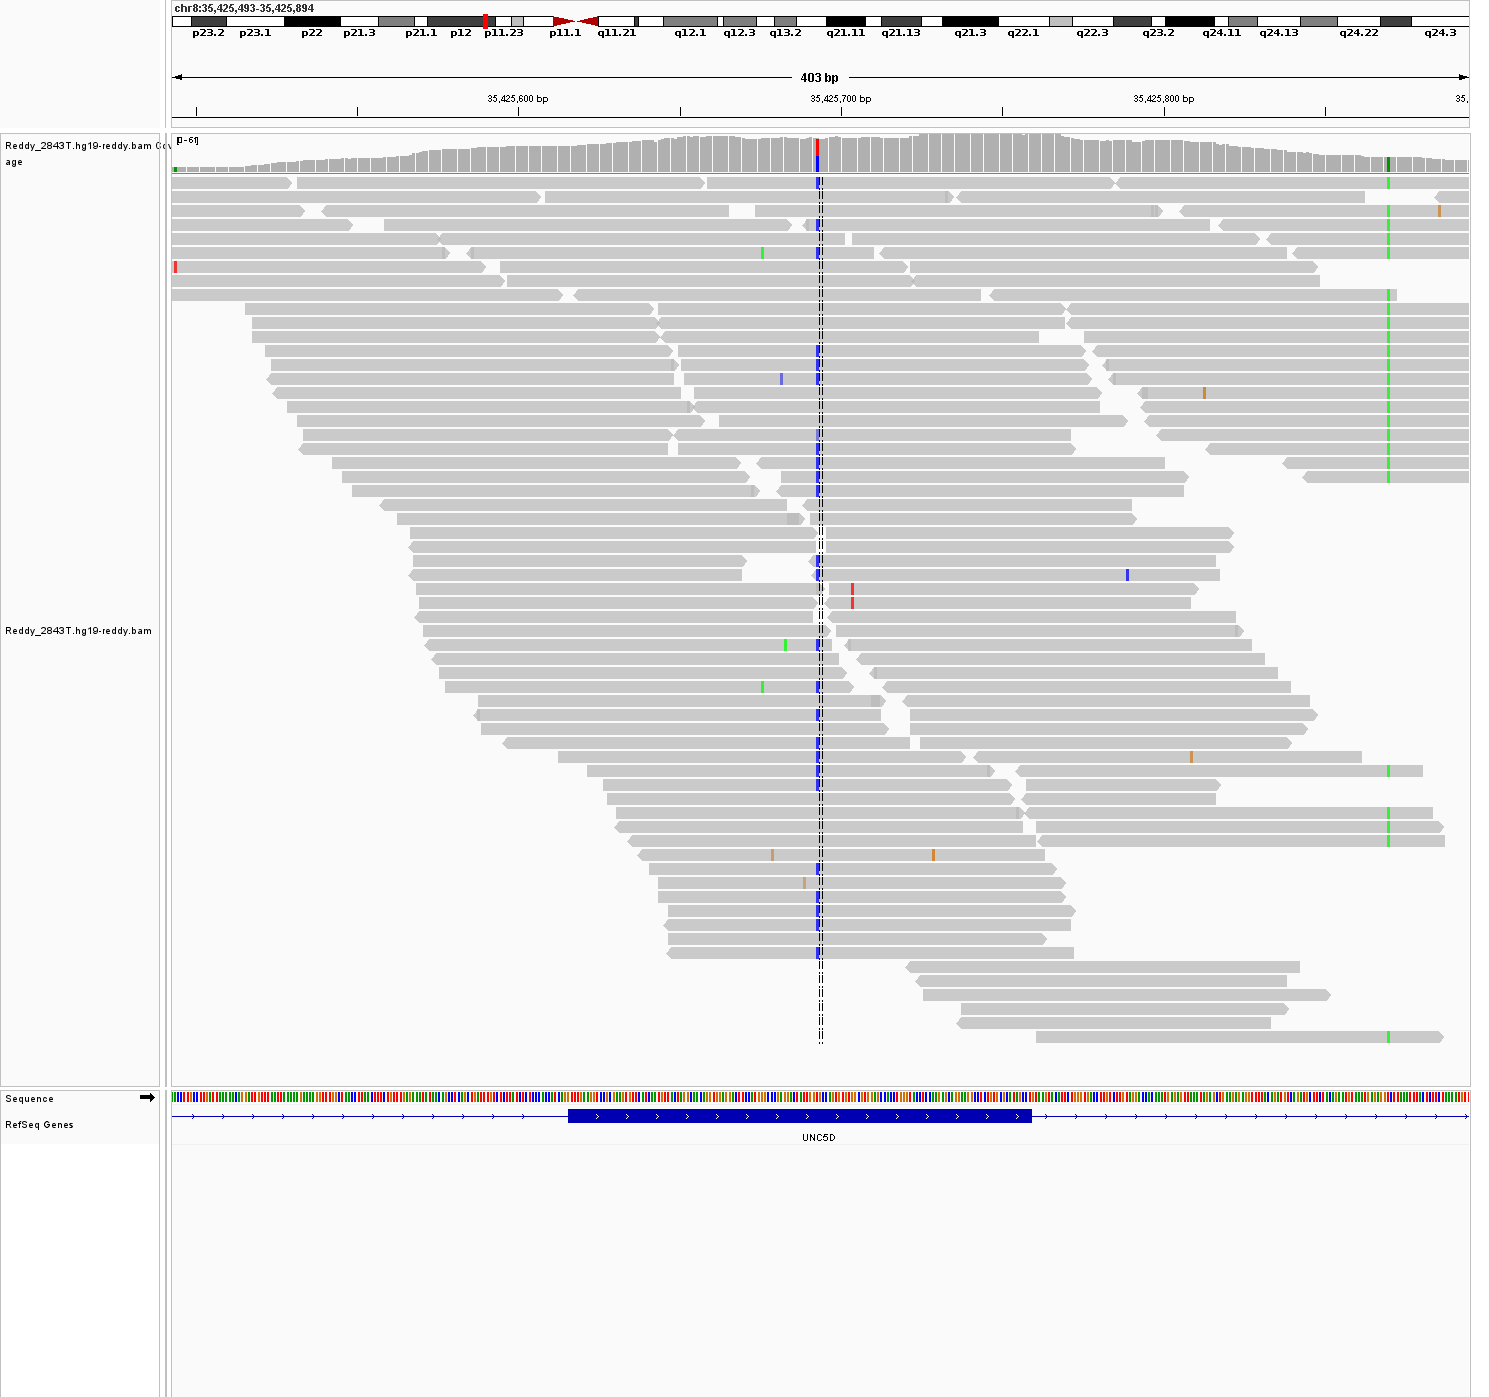 chr8:35,425,493-35,425,894
p23.2 p23.1 p22 p21.3 p21.1 p12 p11.23 p11.1 q11.21 q12.1 q12.3 q13.2 q21.11 q21.13 q21.3 q22.1 q22.3 q23.2 q24.11 q24.13 q24.22 q24.3
403 bp
35,425,600 bp 35,425,700 bp 35,425,800 bp 35,
Reddy_2843T.hg19-reddy.bam Cov
age
[0-61]
Reddy_2843T.hg19-reddy.bam
Sequence
RefSeq Genes
UNC5D